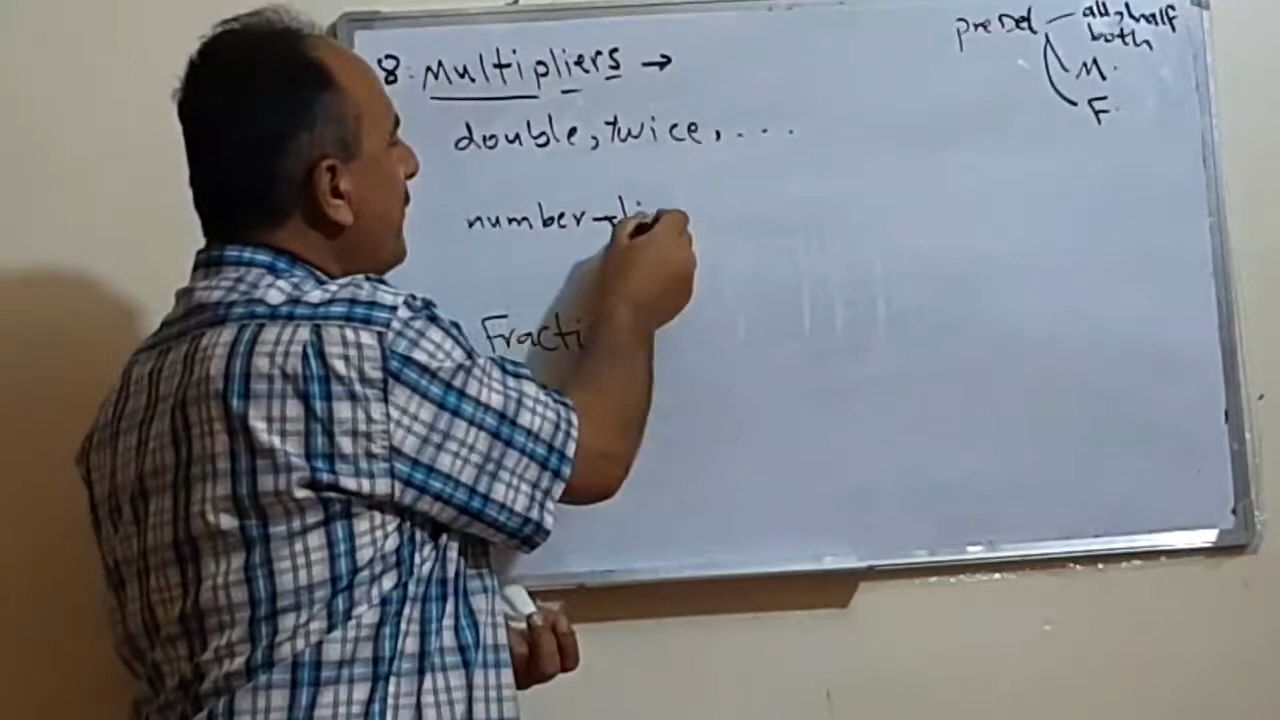 8: Multipliers →
double, twice, ...
number
Fracti
preDet all, half
both
M.
F.